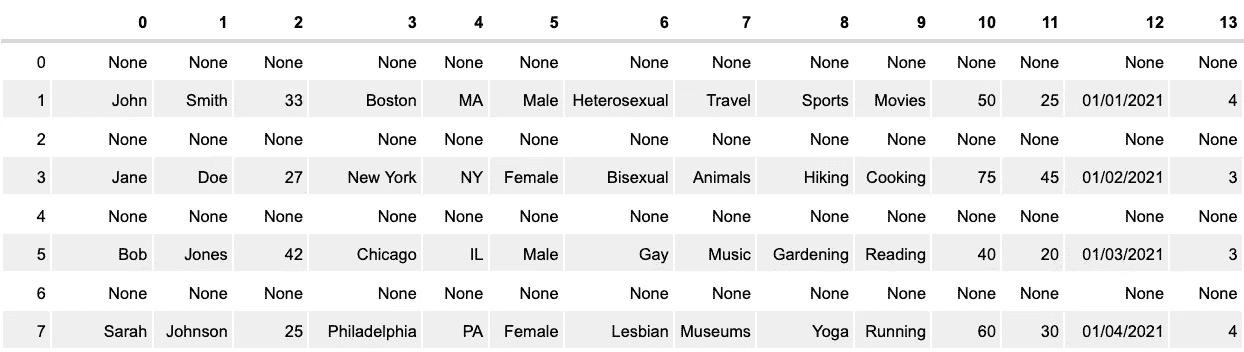 0 1 2 3 4 5 6 7 8 9 10 11 12 13
0 None None None None None None None None None None None None None None
1 John Smith 33 Boston MA Male Heterosexual Travel Sports Movies 50 25 01/01/2021 4
2 None None None None None None None None None None None None None None
3 Jane Doe 27 New York NY Female Bisexual Animals Hiking Cooking 75 45 01/02/2021 3
4 None None None None None None None None None None None None None None
5 Bob Jones 42 Chicago IL Male Gay Music Gardening Reading 40 20 01/03/2021 3
6 None None None None None None None None None None None None None None
7 Sarah Johnson 25 Philadelphia PA Female Lesbian Museums Yoga Running 60 30 01/04/2021 4